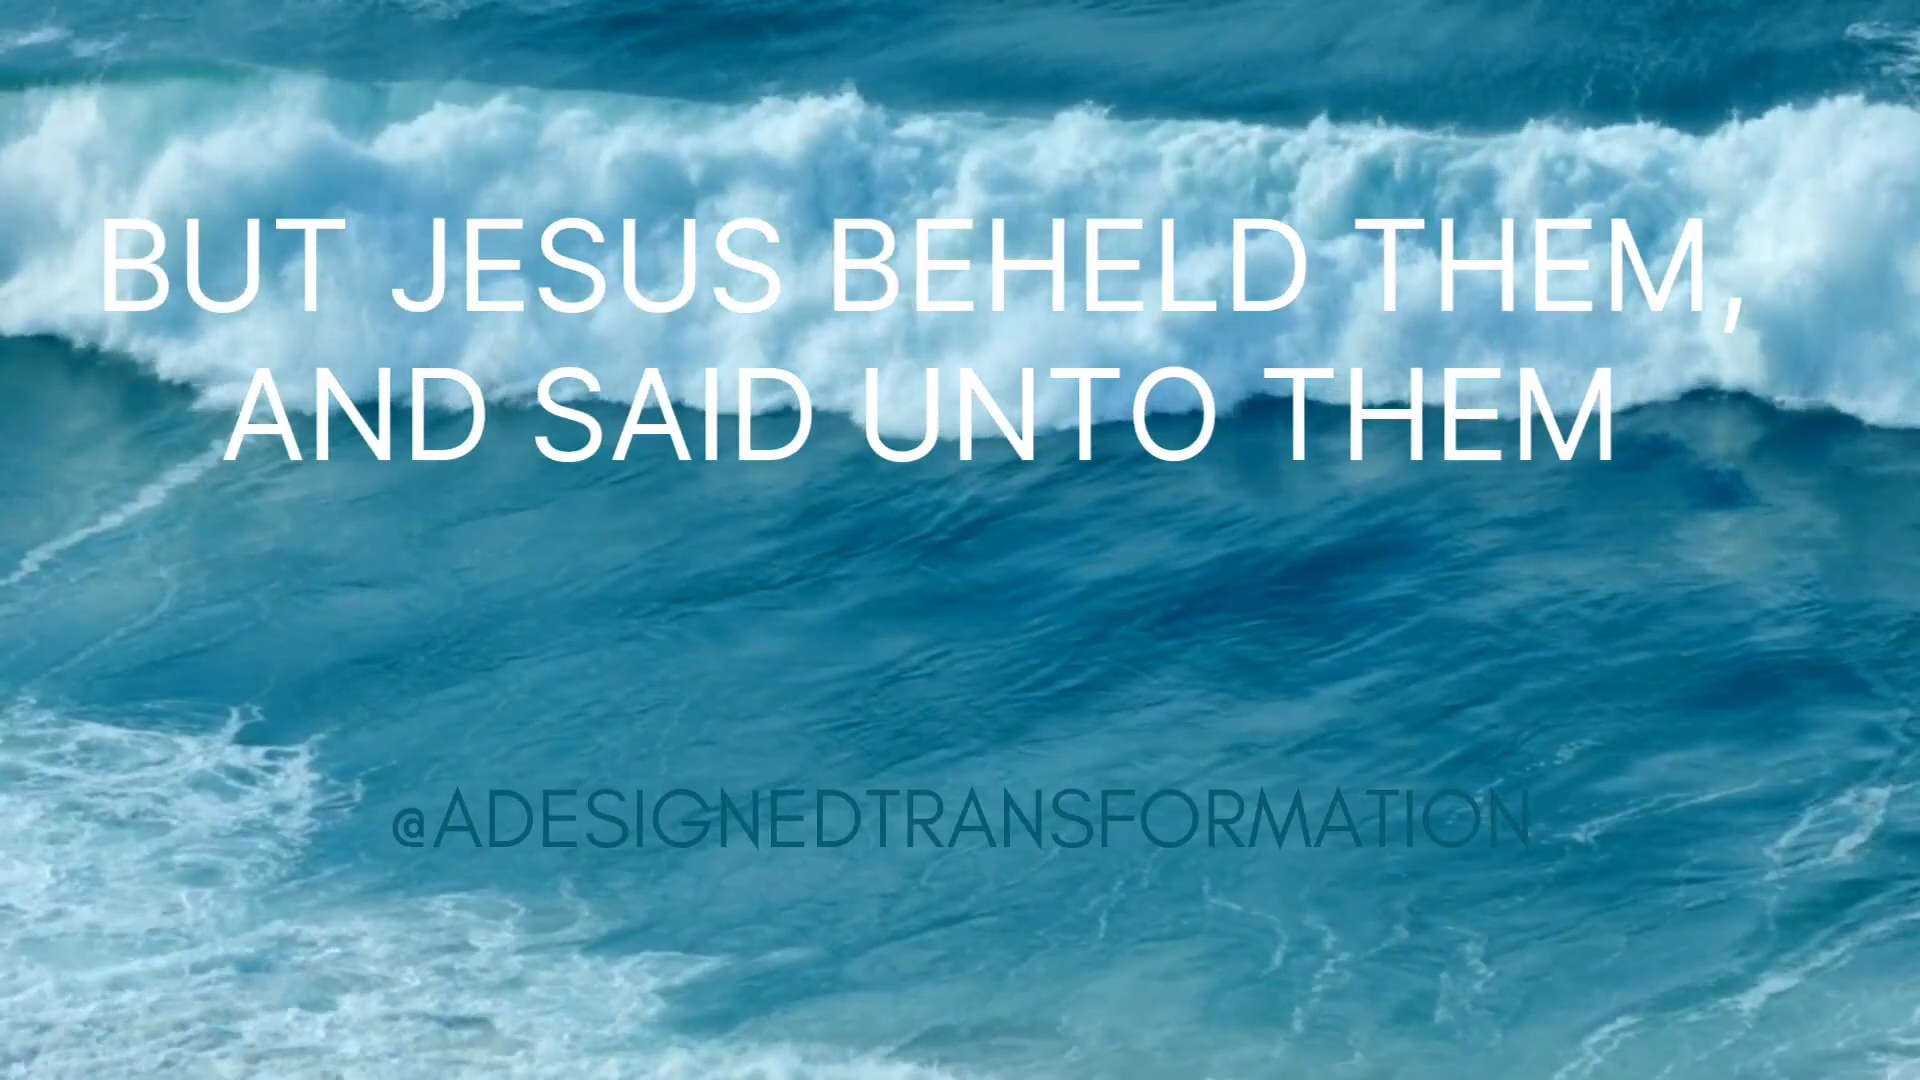 BUT JESUS BEHELD THEM,
AND SAID UNTO THEM
@ADESIGNEDTRANSFORMATION